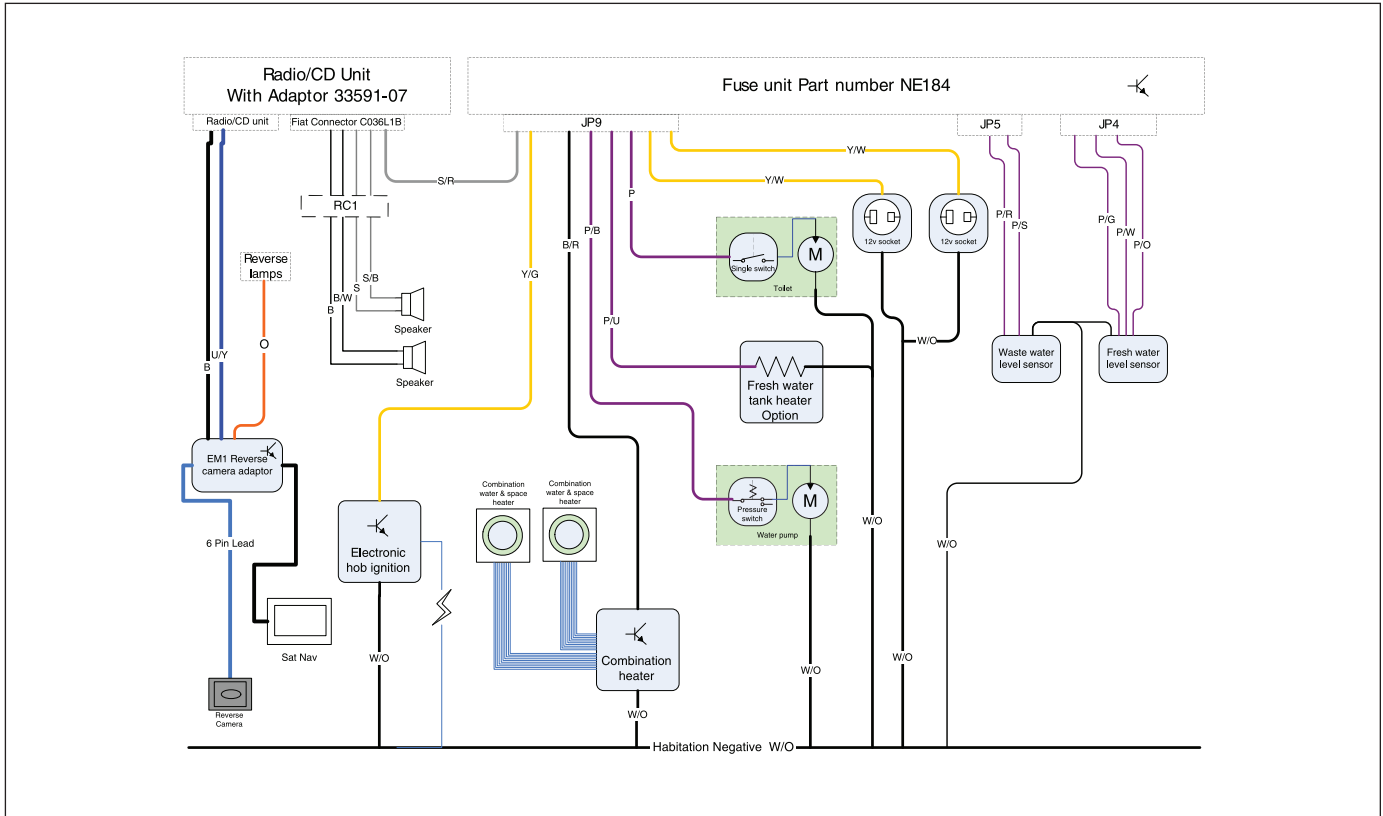 Radio/CD Unit
With Adaptor 33591-07
Fuse unit Part number NE184
Radio/CD unit
Fiat Connector C036L1B
JP9
JP5
JP4
Y/W
S/R
Y/W
P
RC1
P/R
P/S
P/G
P/W
P/O
P/B
B/R
Y/G
12v socket
12v socket
Single switch
M
Toilet
Reverse
lamps
S/B
S
B/W
B
Speaker
P/U
O
U/Y
B
W/O
Waste water
level sensor
Fresh water
level sensor
Speaker
Fresh water
tank heater
Option
EM1 Reverse
camera adaptor
Combination
water & space
heater
Combination
water & space
heater
M
Pressure
switch
Water pump
W/O
6 Pin Lead
Electronic
hob ignition
W/O
Sat Nav
W/O
Combination
heater
W/O
W/O
Reverse
Camera
W/O
Habitation Negative W/O